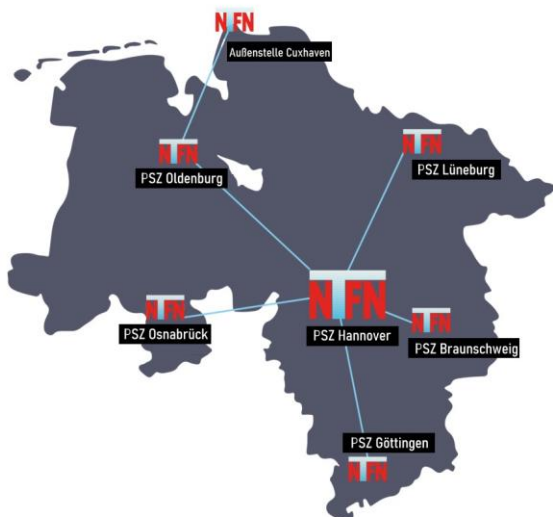 NTFN
Außenstelle Cuxhaven
NTFN
PSZ Oldenburg
NTFN
PSZ Lüneburg
NTFN
PSZ Hannover
NTFN
PSZ Osnabrück
NTFN
PSZ Braunschweig
PSZ Göttingen
NTFN